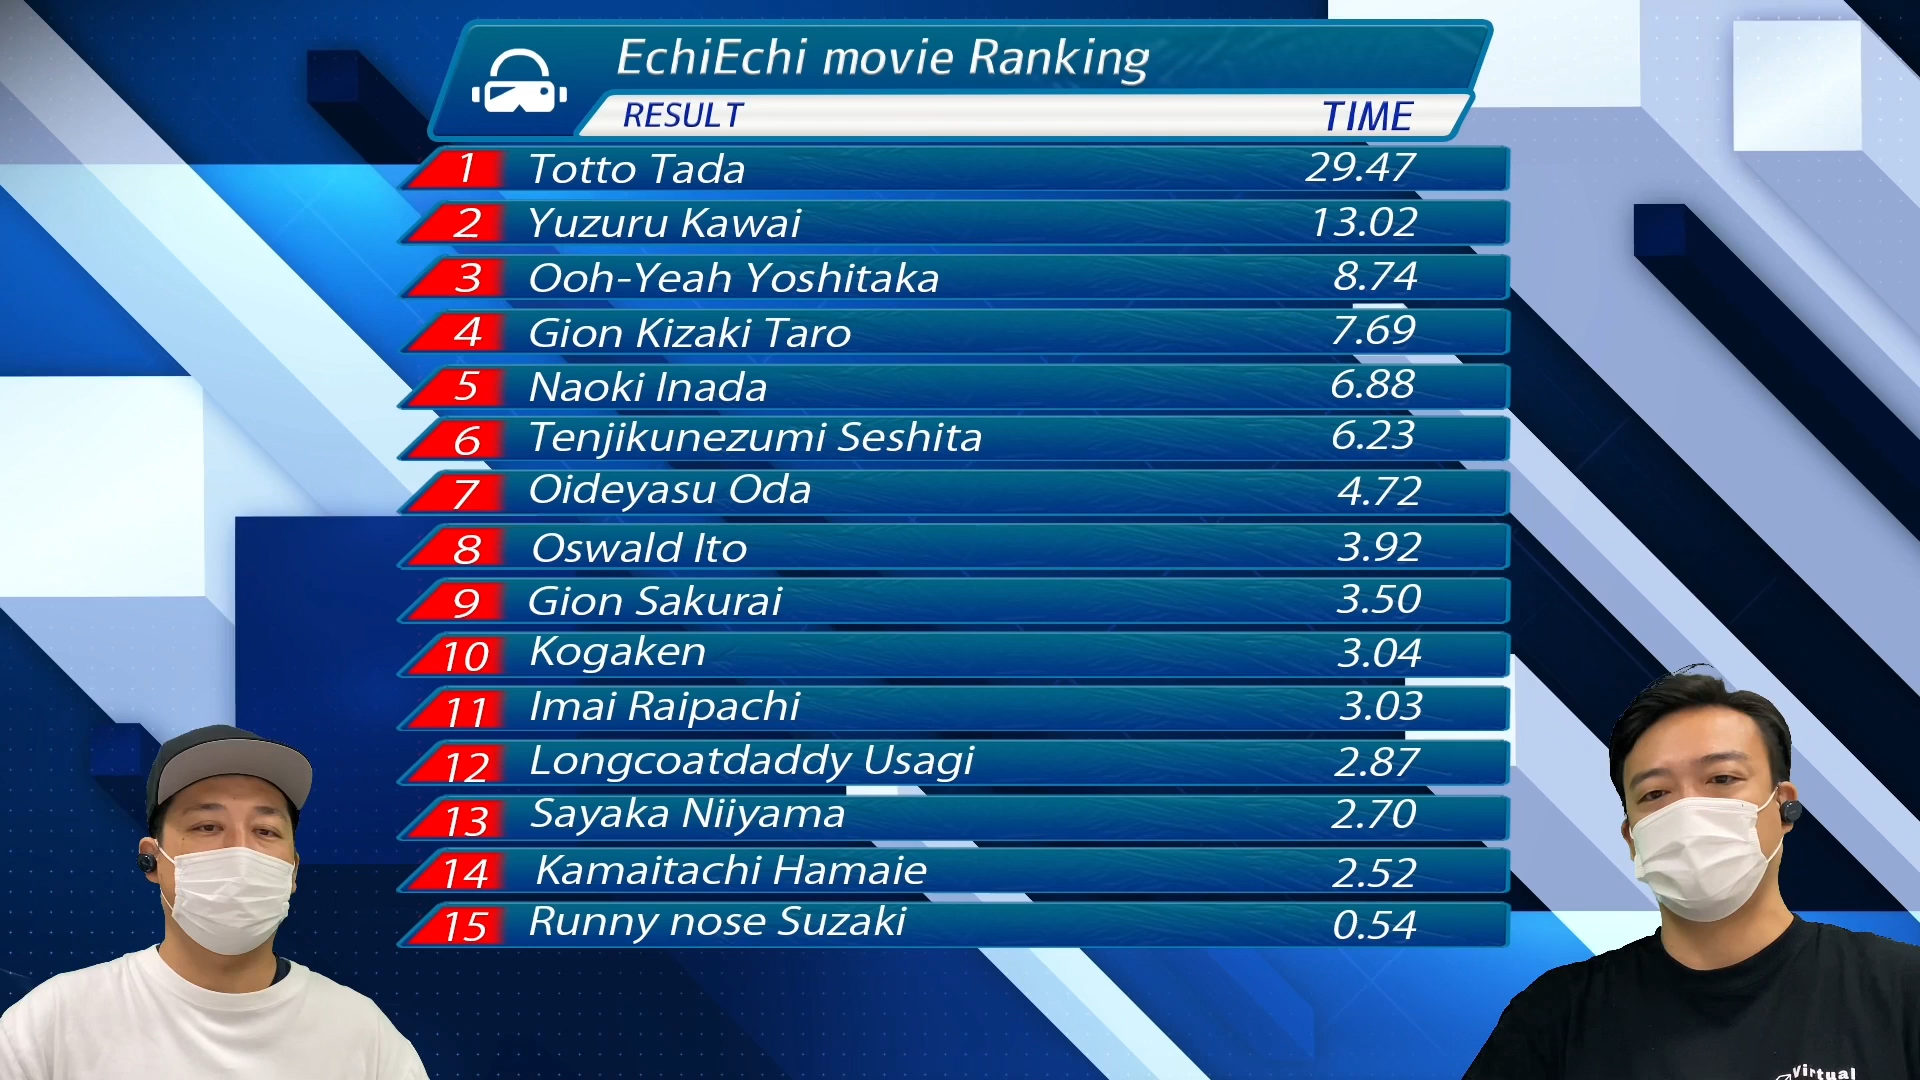 EchiEchi movie Ranking
RESULT TIME
1 Totto Tada 29.47
2 Yuzuru Kawai 13.02
3 Ooh-Yeah Yoshitaka 8.74
4 Gion Kizaki Taro 7.69
5 Naoki Inada 6.88
6 Tenjikunezumi Seshita 6.23
7 Oideyasu Oda 4.72
8 Oswald Ito 3.92
9 Gion Sakurai 3.50
10 Kogaken 3.04
11 Imai Raipachi 3.03
12 Longcoatdaddy Usagi 2.87
13 Sayaka Niiyama 2.70
14 Kamaitachi Hamaie 2.52
15 Runny nose Suzaki 0.54
Virtual